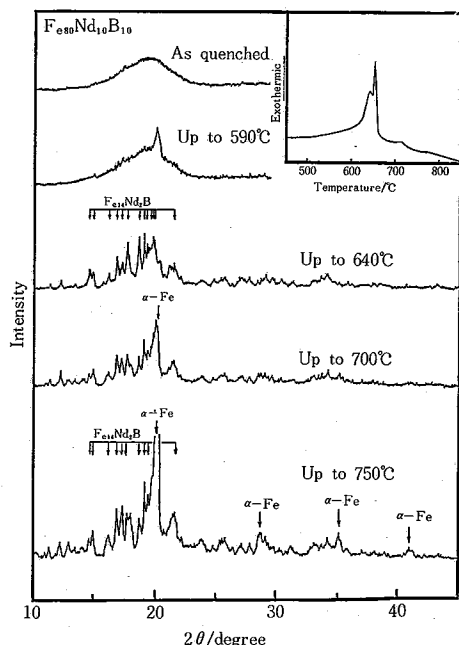 Fe80Nd10B10
As quenched
Exothermic
500 600 700 800
Temperature/℃
Up to 590℃
Fe14Nd2B
Up to 640℃
α-Fe
Up to 700℃
Intensity
α-Fe
Fe14Nd2B
Up to 750℃
α-Fe
α-Fe
α-Fe
10 20 30 40
2θ/degree